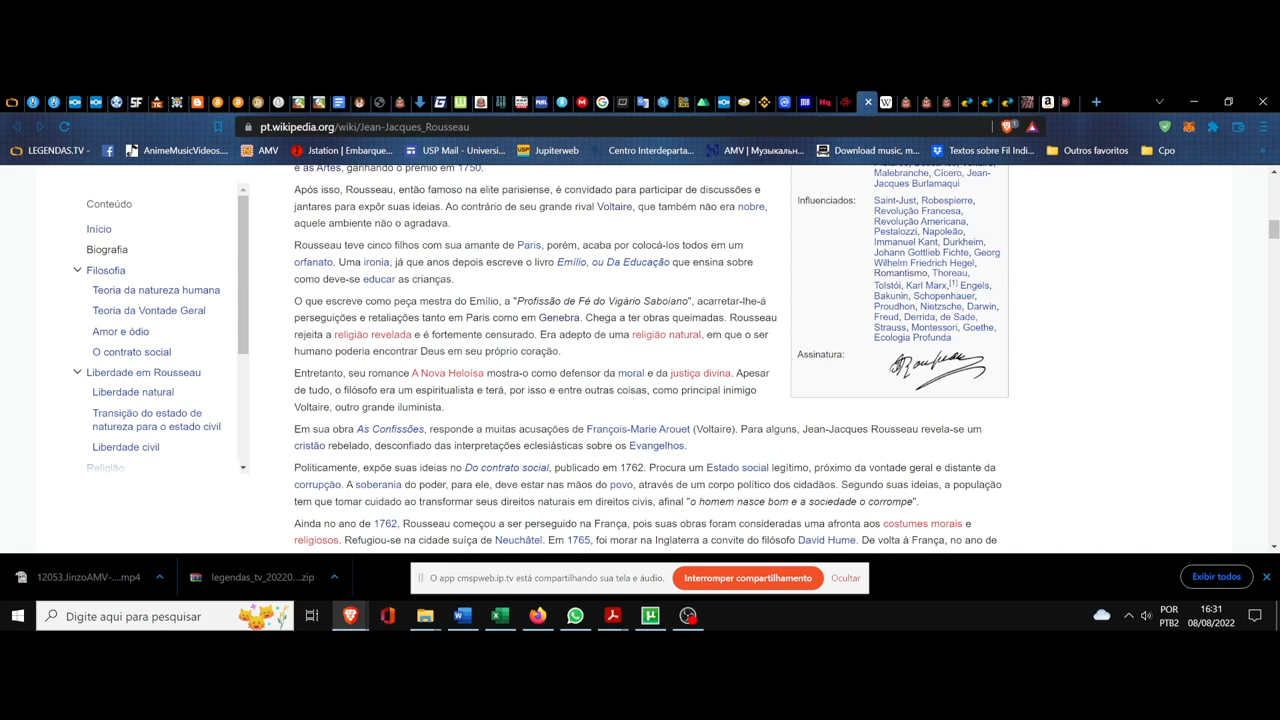 pt.wikipedia.org/wiki/Jean-Jacques_Rousseau
1
LEGENDAS.TV -
AnimeMusicVideos....
AMV
Jstation | Embarque...
USP Mail - Universi...
Jupiterweb
Centro Interdeparta...
AMV | Музыкальн...
Download music, m...
Textos sobre Fil Indi...
Outros favoritos
Cpo
Conteúdo
Início
Biografia
Filosofia
Teoria da natureza humana
Teoria da Vontade Geral
Amor e ódio
O contrato social
Liberdade em Rousseau
Liberdade natural
Transição do estado de
natureza para o estado civil
Liberdade civil
Religião
e as Artes, ganhando o prêmio em 1750.
Após isso, Rousseau, então famoso na elite parisiense, é convidado para participar de discussões e
jantares para expôr suas ideias. Ao contrário de seu grande rival Voltaire, que também não era nobre,
aquele ambiente não o agradava.
Rousseau teve cinco filhos com sua amante de Paris, porém, acaba por colocá-los todos em um
orfanato. Uma ironia, já que anos depois escreve o livro Emílio, ou Da Educação que ensina sobre
como deve-se educar as crianças.
O que escreve como peça mestra do Emílio, a "Profissão de Fé do Vigário Saboiano", acarretar-lhe-á
perseguições e retaliações tanto em Paris como em Genebra. Chega a ter obras queimadas. Rousseau
rejeita a religião revelada e é fortemente censurado. Era adepto de uma religião natural, em que o ser
humano poderia encontrar Deus em seu próprio coração.
Entretanto, seu romance A Nova Heloísa mostra-o como defensor da moral e da justiça divina. Apesar
de tudo, o filósofo era um espiritualista e terá, por isso e entre outras coisas, como principal inimigo
Voltaire, outro grande iluminista.
Em sua obra As Confissões, responde a muitas acusações de François-Marie Arouet (Voltaire). Para alguns, Jean-Jacques Rousseau revela-se um
cristão rebelado, desconfiado das interpretações eclesiásticas sobre os Evangelhos.
Politicamente, expõe suas ideias no Do contrato social, publicado em 1762. Procura um Estado social legítimo, próximo da vontade geral e distante da
corrupção. A soberania do poder, para ele, deve estar nas mãos do povo, através de um corpo político dos cidadãos. Segundo suas ideias, a população
tem que tomar cuidado ao transformar seus direitos naturais em direitos civis, afinal "o homem nasce bom e a sociedade o corrompe".
Ainda no ano de 1762, Rousseau começou a ser perseguido na França, pois suas obras foram consideradas uma afronta aos costumes morais e
religiosos. Refugiou-se na cidade suíça de Neuchâtel. Em 1765, foi morar na Inglaterra a convite do filósofo David Hume. De volta à França, no ano de
Malebranche, Cícero, Jean-
Jacques Burlamaqui
Influenciados:
Saint-Just, Robespierre,
Revolução Francesa,
Revolução Americana,
Pestalozzi, Napoleão,
Immanuel Kant, Durkheim,
Johann Gottlieb Fichte, Georg
Wilhelm Friedrich Hegel,
Romantismo, Thoreau,
Tolstói, Karl Marx,[1] Engels,
Bakunin, Schopenhauer,
Proudhon, Nietzsche, Darwin,
Freud, Derrida, de Sade,
Strauss, Montessori, Goethe,
Ecologia Profunda
Assinatura:
12053.JinzoAMV-....mp4
legendas_tv_20220....zip
O app cmspweb.ip.tv está compartilhando sua tela e áudio.
Interromper compartilhamento
Ocultar
Exibir todos
Digite aqui para pesquisar
POR
PTB2
16:31
08/08/2022